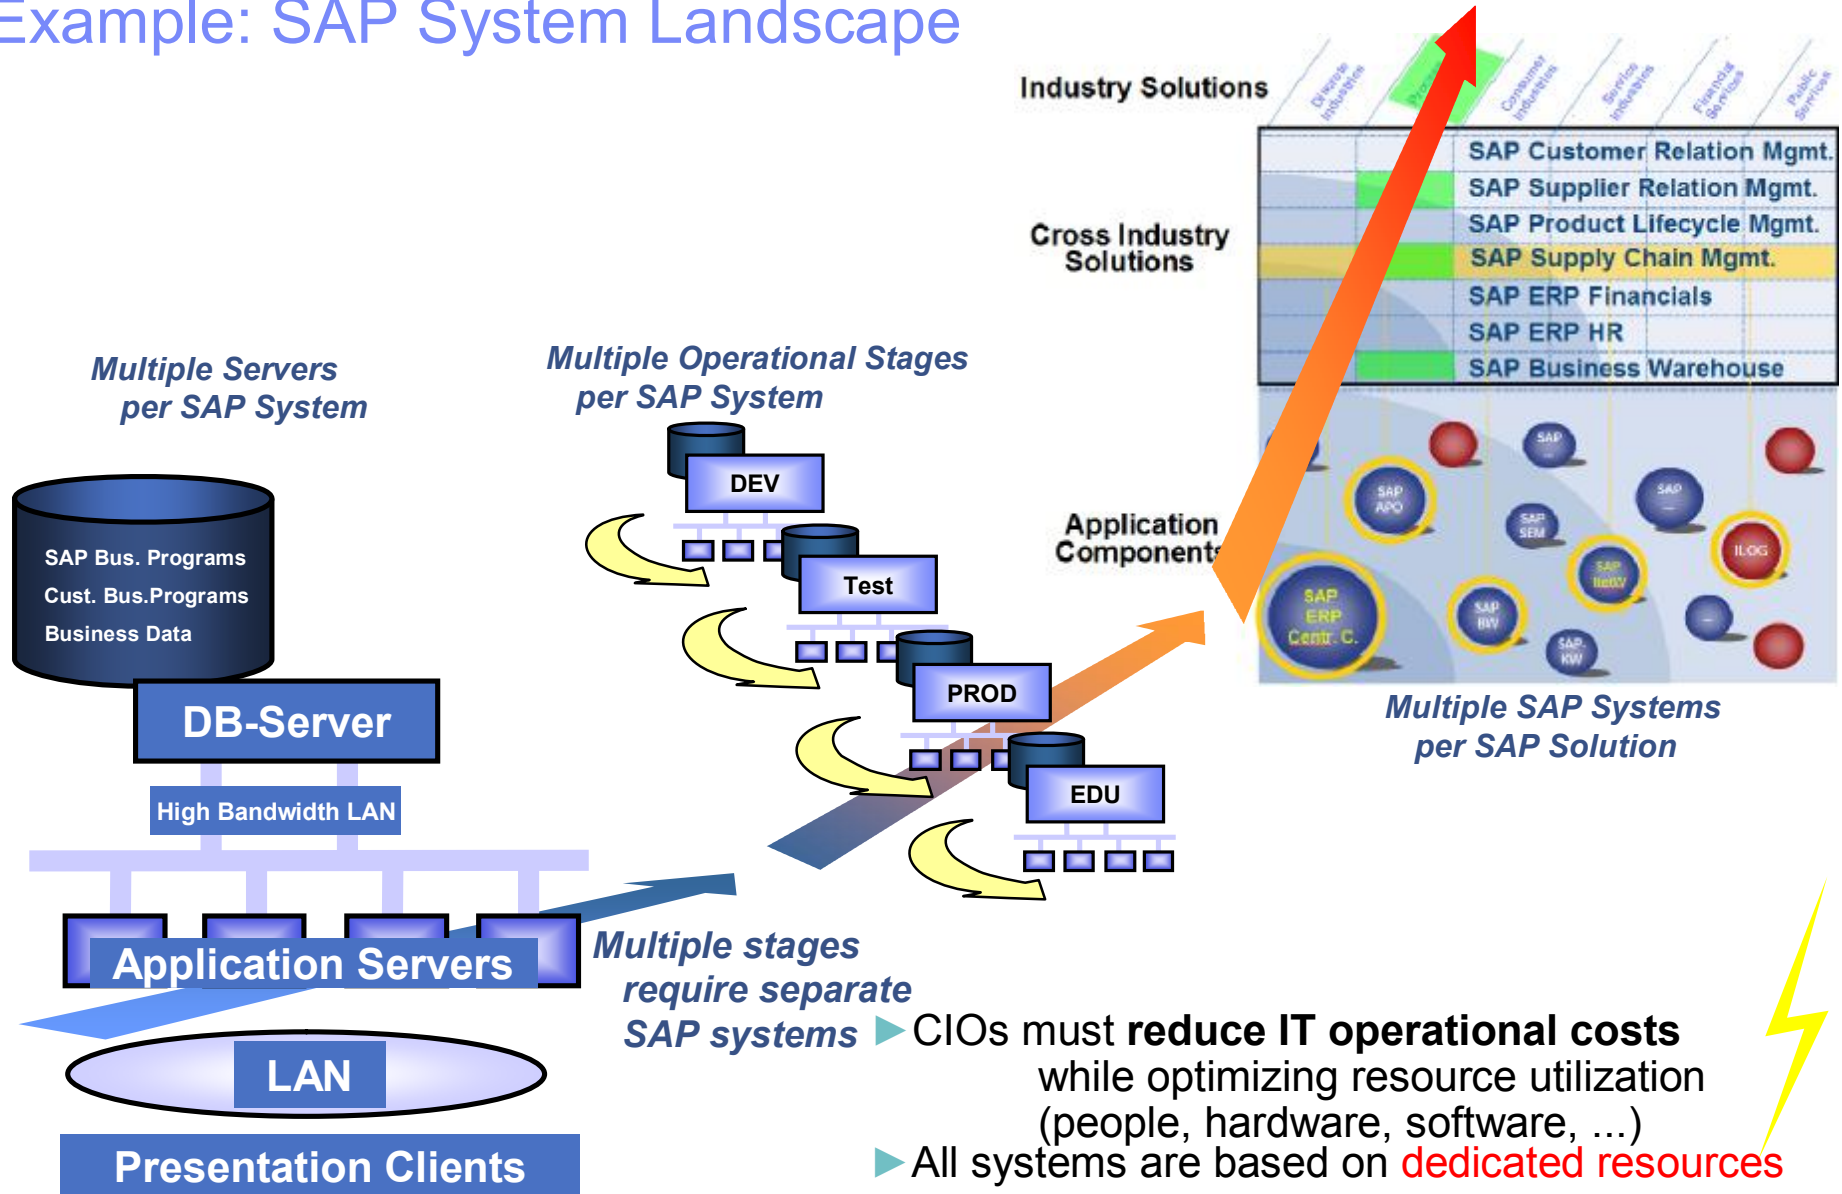 Example: SAP System Landscape
Industry Solutions
Discrete
Industries
Consumer
Industries
Service
Industries
Financial
Services
Public
Services
SAP Customer Relation Mgmt.
SAP Supplier Relation Mgmt.
SAP Product Lifecycle Mgmt.
SAP Supply Chain Mgmt.
SAP ERP Financials
SAP ERP HR
SAP Business Warehouse
Cross Industry
Solutions
Application
Components
SAP
...
SAP
APO
SAP
SEM
SAP
...
ILOG
SAP
NetW
SAP
ERP
Centr. C.
SAP
BW
SAP-
KW
...
Multiple SAP Systems
per SAP Solution
Multiple Servers
per SAP System
SAP Bus. Programs
Cust. Bus.Programs
Business Data
DB-Server
High Bandwidth LAN
Application Servers
LAN
Presentation Clients
Multiple Operational Stages
per SAP System
DEV
Test
PROD
EDU
Multiple stages
require separate
SAP systems
CIOs must reduce IT operational costs
while optimizing resource utilization
(people, hardware, software, ...)
All systems are based on dedicated resources